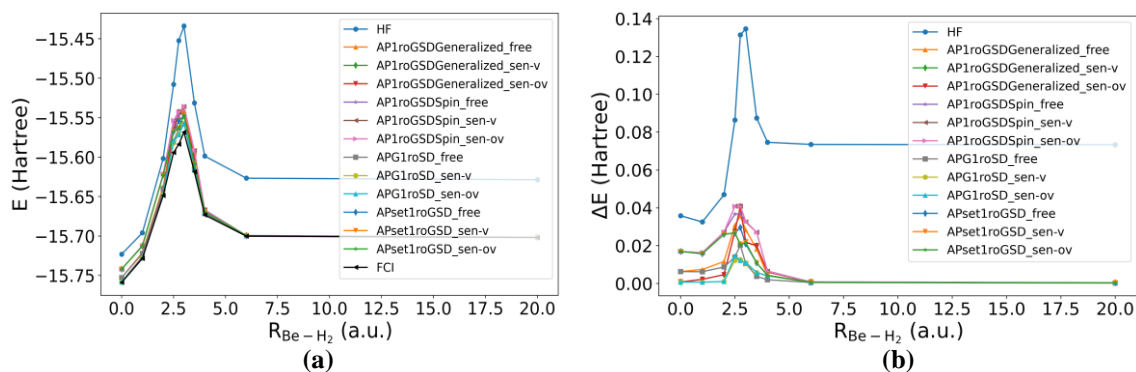 E (Hartree)
−15.45
−15.50
−15.55
−15.60
−15.65
−15.70
−15.75
0.0 2.5 5.0 7.5 10.0 12.5 15.0 17.5 20.0
R Be − H2 (a.u.)
HF
AP1roGSDGeneralized_free
AP1roGSDGeneralized_sen-v
AP1roGSDGeneralized_sen-ov
AP1roGSDSpin_free
AP1roGSDSpin_sen-v
AP1roGSDSpin_sen-ov
APG1roSD_free
APG1roSD_sen-v
APG1roSD_sen-ov
APset1roGSD_free
APset1roGSD_sen-v
APset1roGSD_sen-ov
FCI
(a)
ΔE (Hartree)
0.14
0.12
0.10
0.08
0.06
0.04
0.02
0.00
0.0 2.5 5.0 7.5 10.0 12.5 15.0 17.5 20.0
R Be − H2 (a.u.)
HF
AP1roGSDGeneralized_free
AP1roGSDGeneralized_sen-v
AP1roGSDGeneralized_sen-ov
AP1roGSDSpin_free
AP1roGSDSpin_sen-v
AP1roGSDSpin_sen-ov
APG1roSD_free
APG1roSD_sen-v
APG1roSD_sen-ov
APset1roGSD_free
APset1roGSD_sen-v
APset1roGSD_sen-ov
(b)